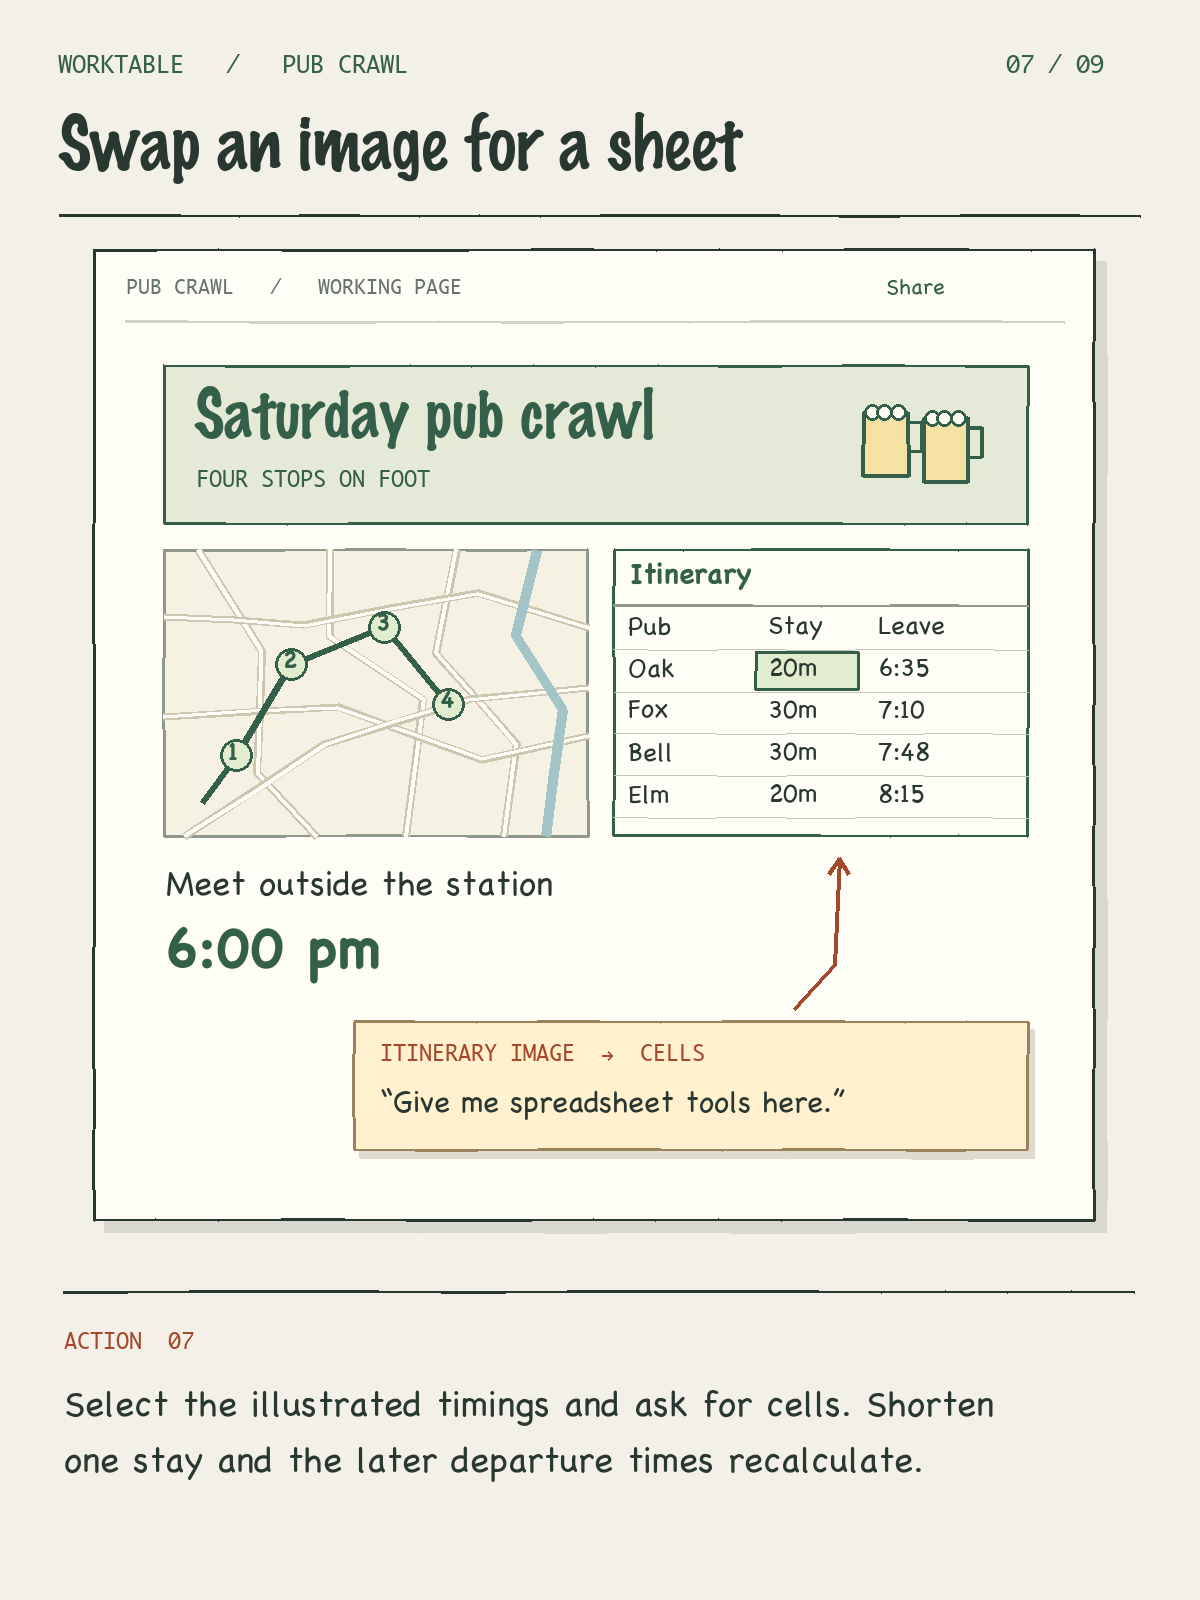 WORKTABLE / PUB CRAWL 07 / 09
Swap an image for a sheet
PUB CRAWL / WORKING PAGE Share
Saturday pub crawl
FOUR STOPS ON FOOT
1
2
3
4
Itinerary
Pub Stay Leave
Oak 20m 6:35
Fox 30m 7:10
Bell 30m 7:48
Elm 20m 8:15
Meet outside the station
6:00 pm
ITINERARY IMAGE → CELLS
“Give me spreadsheet tools here.”
ACTION 07
Select the illustrated timings and ask for cells. Shorten
one stay and the later departure times recalculate.